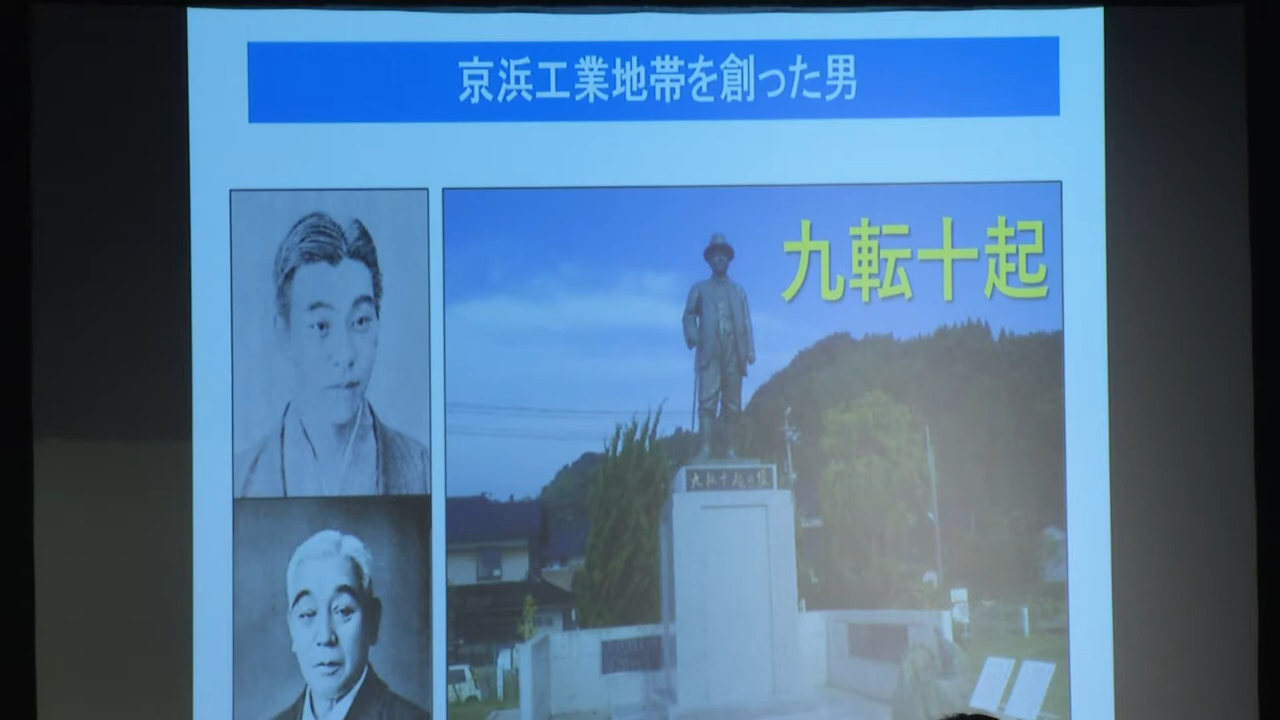 京浜工業地帯を創った男
九転十起
九転十起の像